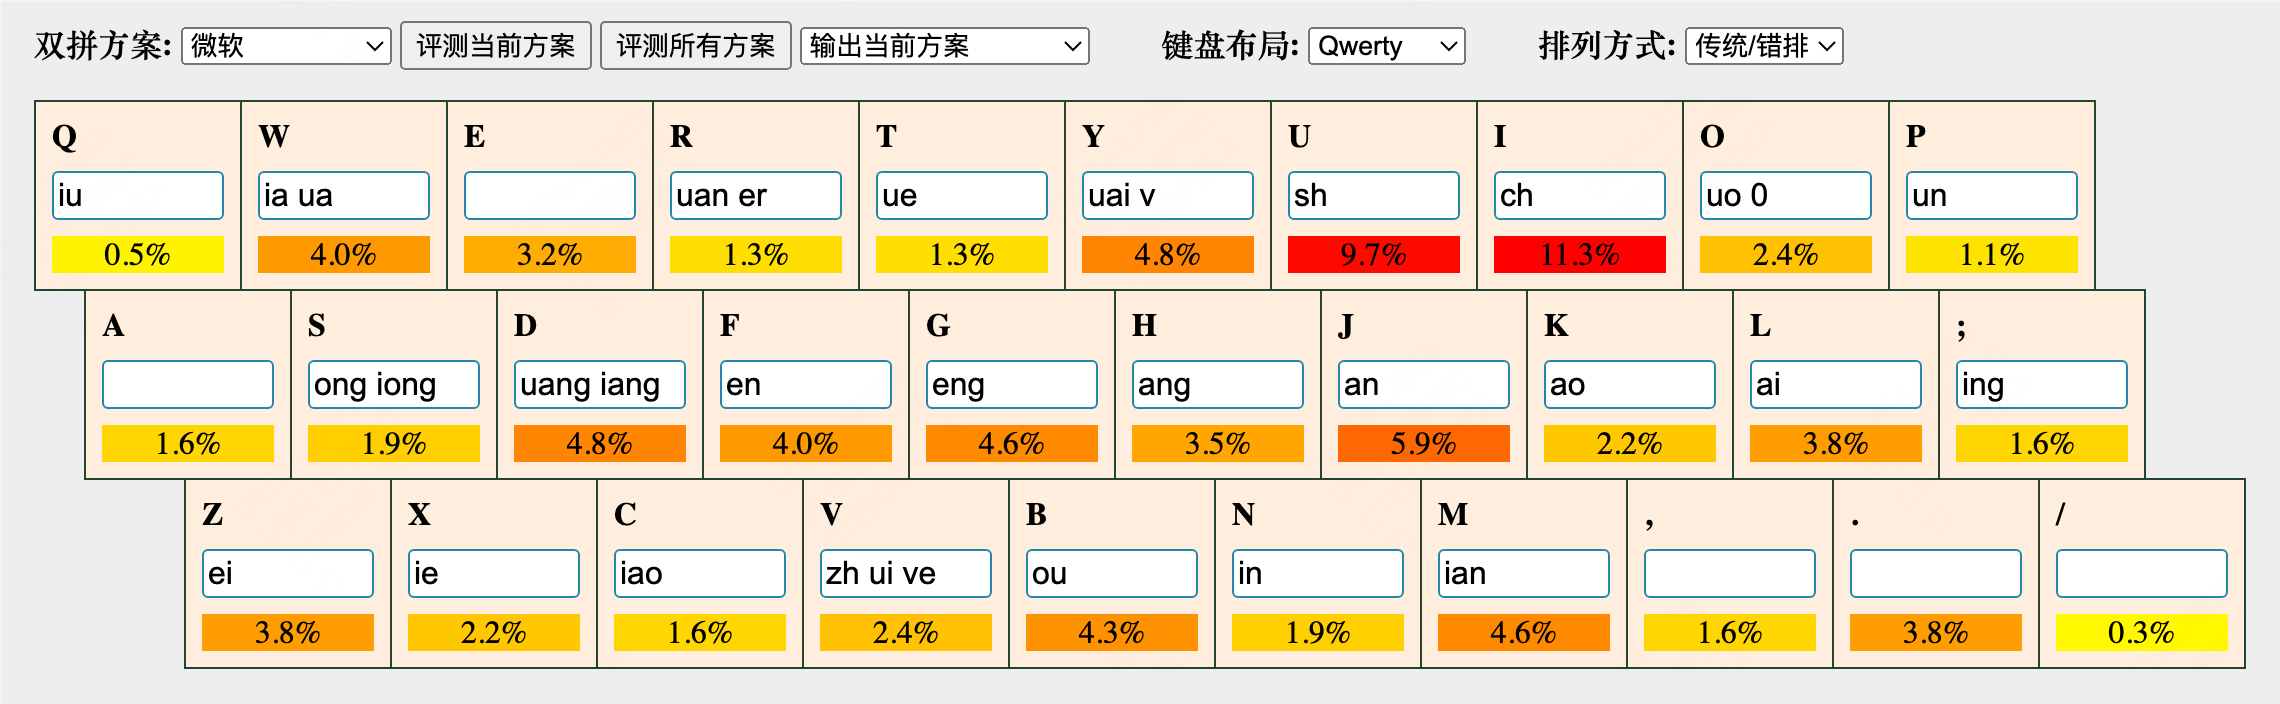 双拼方案: 微软 评测当前方案 评测所有方案 输出当前方案 键盘布局: Qwerty 排列方式: 传统/错排
Q W E R T Y U I O P
iu ia ua uan er ue uai v sh ch uo 0 un
0.5% 4.0% 3.2% 1.3% 1.3% 4.8% 9.7% 11.3% 2.4% 1.1%
A S D F G H J K L ;
ong iong uang iang en eng ang an ao ai ing
1.6% 1.9% 4.8% 4.0% 4.6% 3.5% 5.9% 2.2% 3.8% 1.6%
Z X C V B N M , . /
ei ie iao zh ui ve ou in ian
3.8% 2.2% 1.6% 2.4% 4.3% 1.9% 4.6% 1.6% 3.8% 0.3%